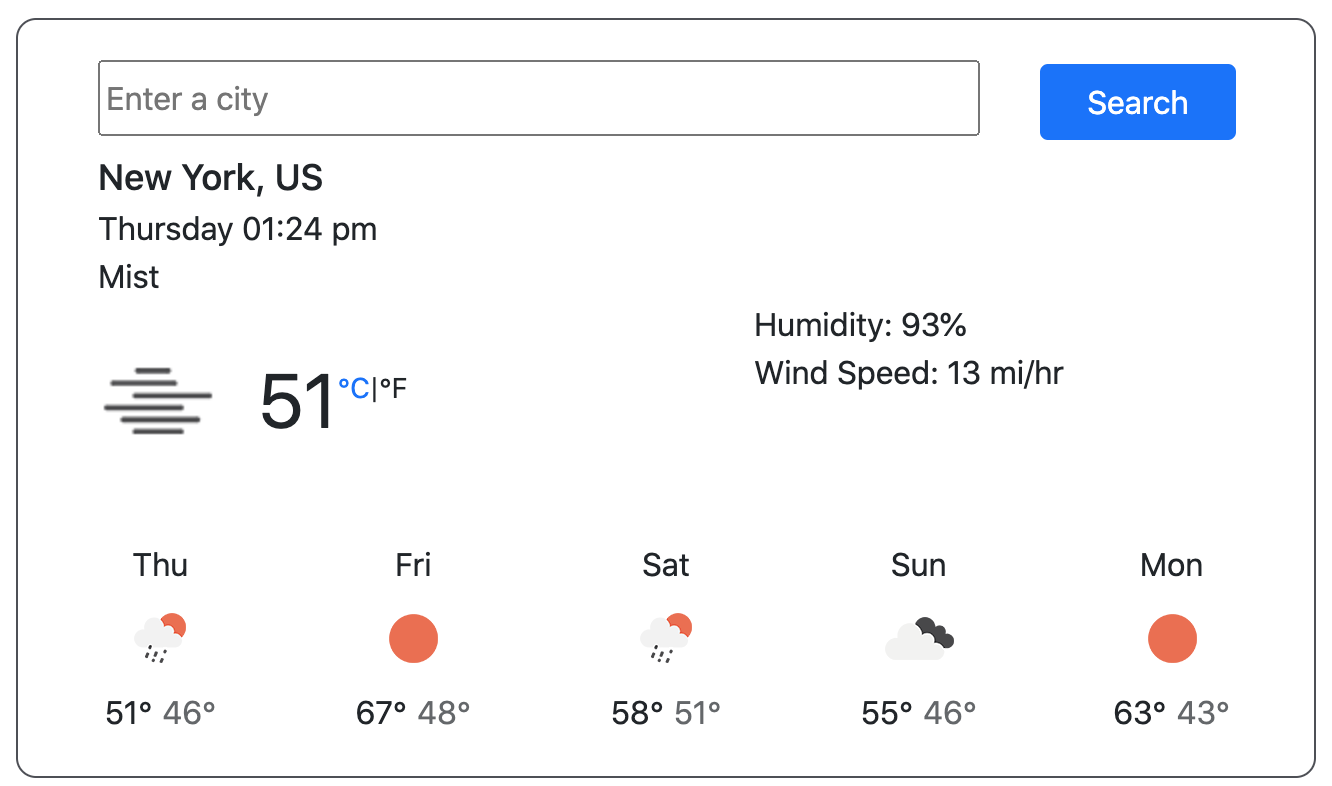 Enter a city
Search
New York, US
Thursday 01:24 pm
Mist
Humidity: 93%
Wind Speed: 13 mi/hr
51°C|°F
Thu Fri Sat Sun Mon
51° 46° 67° 48° 58° 51° 55° 46° 63° 43°